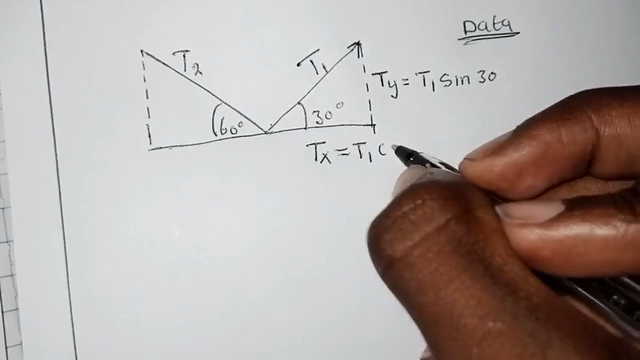 Data
T2 T1
Ty = T1 Sin 30
60° 30°
Tx = T1 C